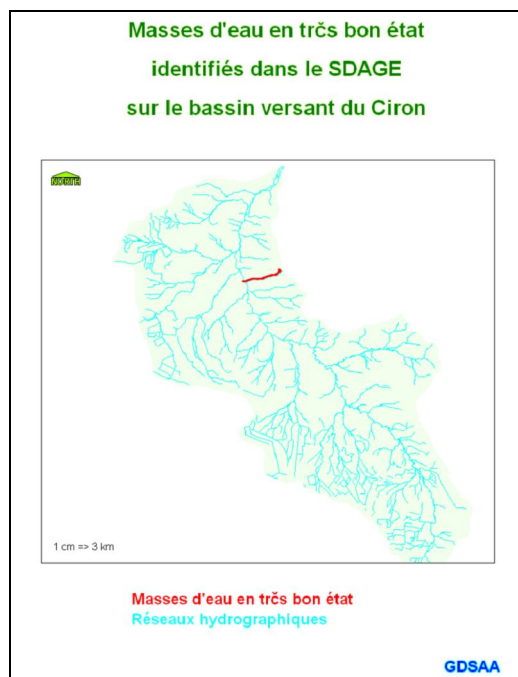 Masses d'eau en trčs bon état
identifiés dans le SDAGE
sur le bassin versant du Ciron
NORTH
1 cm => 3 km
Masses d'eau en trčs bon état
Réseaux hydrographiques
GDSAA